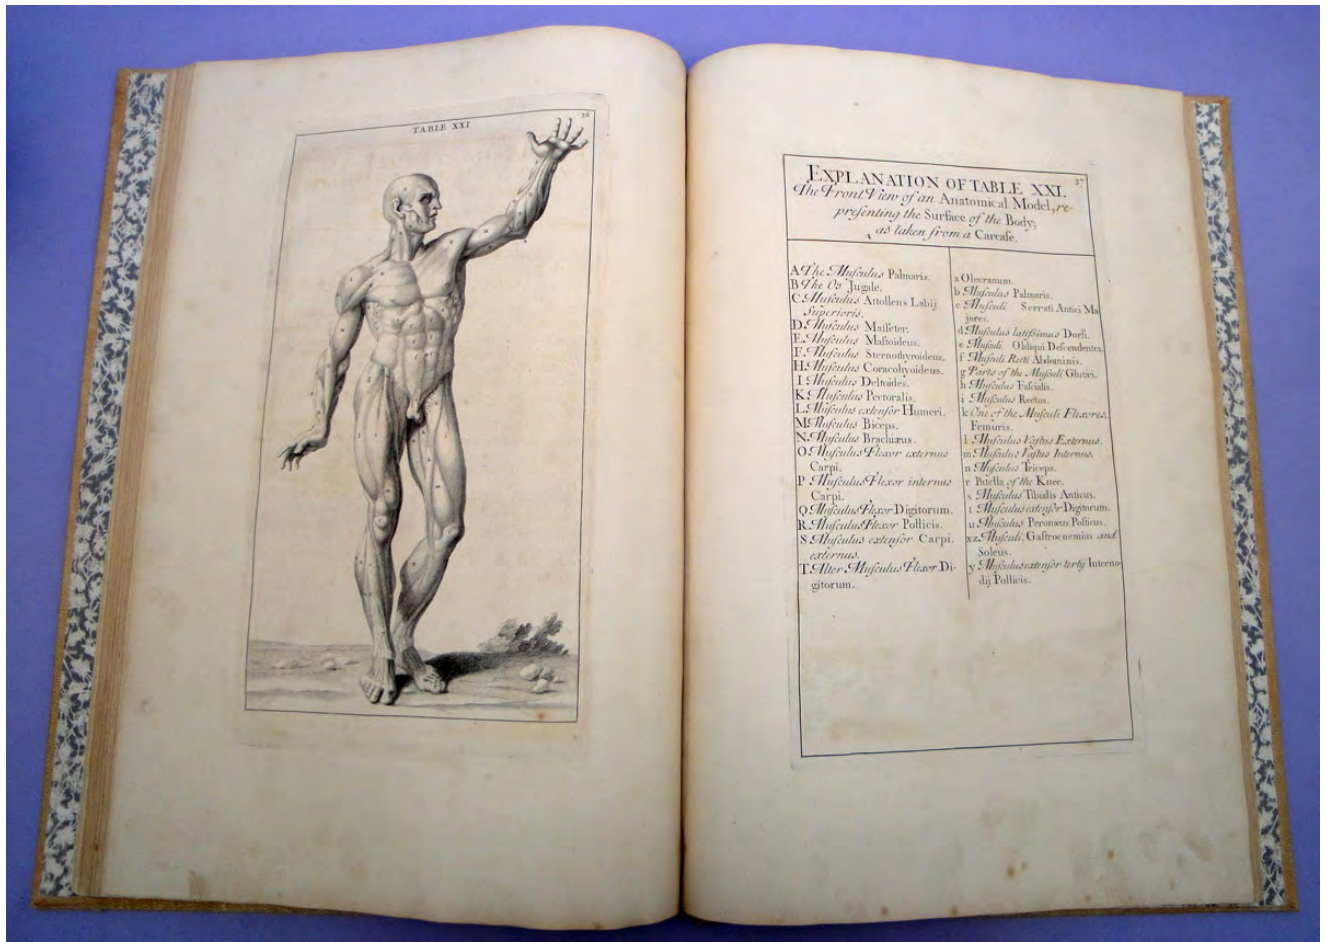 TABLE XXI
36
37
EXPLANATION OF TABLE XXI.
The Front View of an Anatomical Model, re-
presenting the Surface of the Body;
as taken from a Carcaſe.
A The Muſculus Palmaris.
B The Os Jugale.
C Muſculus Attollens Labij
Superioris.
D Muſculus Maſſeter.
E Muſculus Maſtoideus.
F Muſculus Sternothyroideus.
H Muſculus Coracohyoideus.
I Muſculus Deltoides.
K Muſculus Pectoralis.
L Muſculus extenſor Humeri.
M Muſculus Biceps.
N Muſculus Brachiæus.
O Muſculus Flexor externus
Carpi.
P Muſculus Flexor internus
Carpi.
Q Muſculus Flexor Digitorum.
R Muſculus Flexor Pollicis.
S Muſculus extenſor Carpi
externus.
T Alter Muſculus Flexor Di-
gitorum.
a Olecranum.
b Muſculus Palmaris.
c Muſculi Serrati Antici Ma
jores.
d Muſculus latiſſimus Dorſi.
e Muſculi Obliqui Deſcendentes.
f Muſculi Recti Abdominis.
g Parts of the Muſculi Glutæi.
h Muſculus Faſcialis.
i Muſculus Rectus.
k One of the Muſculi Flexores
Femuris.
l Muſculus Vaſtus Externus.
m Muſculus Vaſtus Internus.
n Muſculus Triceps.
r Patella of the Knee.
s Muſculus Tibialis Anticus.
t Muſculus extenſor Digitorum.
u Muſculus Peronæus Poſticus.
xz Muſculi, Gaſtrocnemius and
Soleus.
y Muſculus extenſor tertij Interno-
dij Pollicis.